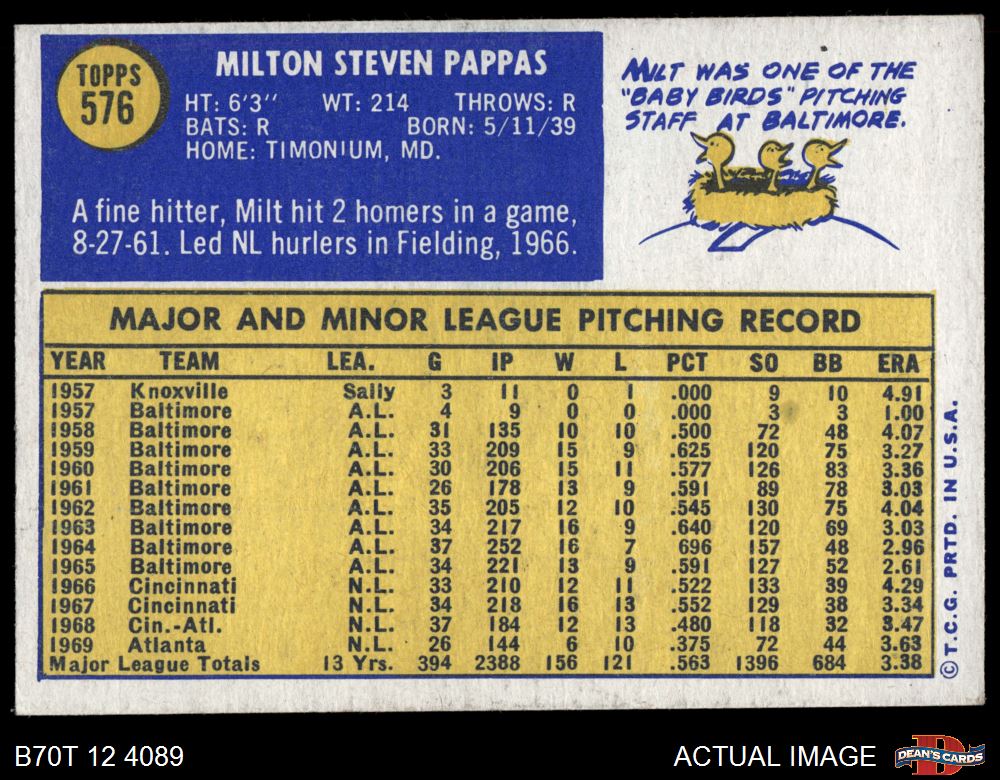 TOPPS
576
MILTON STEVEN PAPPAS
HT: 6'3" WT: 214 THROWS: R
BATS: R BORN: 5/11/39
HOME: TIMONIUM, MD.
A fine hitter, Milt hit 2 homers in a game,
8-27-61. Led NL hurlers in Fielding, 1966.
MILT WAS ONE OF THE
"BABY BIRDS" PITCHING
STAFF AT BALTIMORE.
MAJOR AND MINOR LEAGUE PITCHING RECORD
YEAR TEAM LEA. G IP W L PCT SO BB ERA
1957 Knoxville Sally 3 11 0 1 .000 9 10 4.91
1957 Baltimore A.L. 4 9 0 0 .000 3 3 1.00
1958 Baltimore A.L. 31 135 10 10 .500 72 48 4.07
1959 Baltimore A.L. 33 209 15 9 .625 120 75 3.27
1960 Baltimore A.L. 30 206 15 11 .577 126 83 3.36
1961 Baltimore A.L. 26 178 13 9 .591 89 78 3.03
1962 Baltimore A.L. 35 205 12 10 .545 130 75 4.04
1963 Baltimore A.L. 34 217 16 9 .640 120 69 3.03
1964 Baltimore A.L. 37 252 16 7 696 157 48 2.96
1965 Baltimore A.L. 34 221 13 9 .591 127 52 2.61
1966 Cincinnati N.L. 33 210 12 11 .522 133 39 4.29
1967 Cincinnati N.L. 34 218 16 13 .552 129 38 3.34
1968 Cin.-Atl. N.L. 37 184 12 13 .480 118 32 3.47
1969 Atlanta N.L. 26 144 6 10 .375 72 44 3.63
Major League Totals 13 Yrs. 394 2388 156 121 .563 1396 684 3.38
© T.C.G. PRTD. IN U.S.A.
B70T 12 4089
ACTUAL IMAGE
D
DEAN'S CARDS